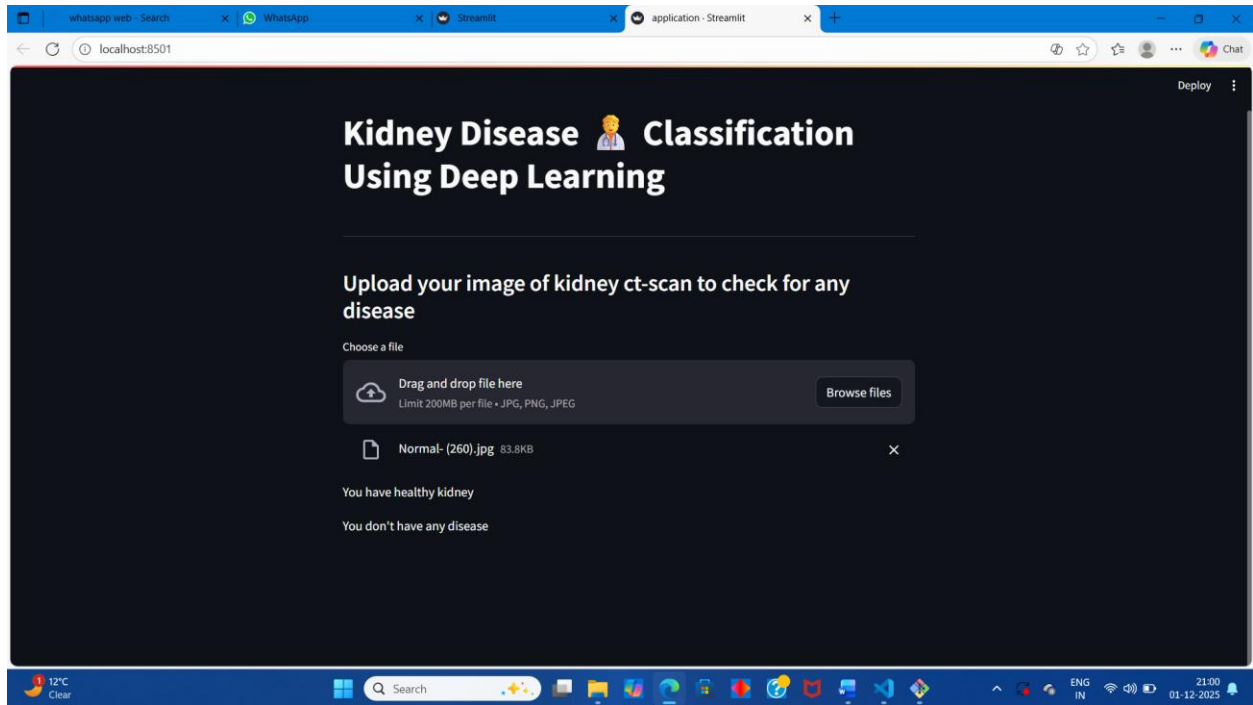 whatsapp web - Search
WhatsApp
Streamlit
application - Streamlit
localhost:8501
Chat
Deploy
Kidney Disease 👨‍⚕️ Classification
Using Deep Learning
Upload your image of kidney ct-scan to check for any
disease
Choose a file
Drag and drop file here
Limit 200MB per file • JPG, PNG, JPEG
Browse files
Normal- (260).jpg 83.8KB
You have healthy kidney
You don't have any disease
1
12°C
Clear
Search
ENG
IN
21:00
01-12-2025